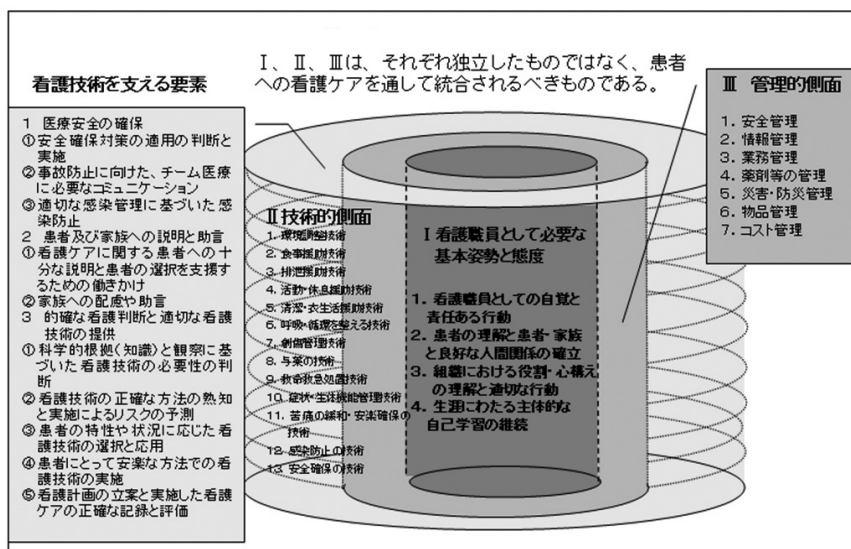 Ⅰ、Ⅱ、Ⅲは、それぞれ独立したものではなく、患者
への看護ケアを通して統合されるべきものである。
看護技術を支える要素
1 医療安全の確保
①安全確保対策の適用の判断と
実施
②事故防止に向けた、チーム医療
に必要なコミュニケーション
③適切な感染管理に基づいた感
染防止
2 患者及び家族への説明と助言
①看護ケアに関する患者への十
分な説明と患者の選択を支援す
るための働きかけ
②家族への配慮や助言
3 的確な看護判断と適切な看護
技術の提供
①科学的根拠(知識)と観察に基
づいた看護技術の必要性の判
断
②看護技術の正確な方法の熟知
と実施によるリスクの予測
③患者の特性や状況に応じた看
護技術の選択と応用
④患者にとって安楽な方法での看
護技術の実施
⑤看護計画の立案と実施した看護
ケアの正確な記録と評価
Ⅱ技術的側面
1. 環境調整技術
2. 食事援助技術
3. 排泄援助技術
4. 活動・休息援助技術
5. 清潔・衣生活援助技術
6. 呼吸・循環を整える技術
7. 創傷管理技術
8. 与薬の技術
9. 救命救急処置技術
10. 症状・生体機能管理技術
11. 苦痛の緩和・安楽確保の
技術
12. 感染防止の技術
13. 安全確保の技術
Ⅰ看護職員として必要な
基本姿勢と態度
1. 看護職員としての自覚と
責任ある行動
2. 患者の理解と患者・家族
と良好な人間関係の確立
3. 組織における役割・心構え
の理解と適切な行動
4. 生涯にわたる主体的な
自己学習の継続
Ⅲ 管理的側面
1. 安全管理
2. 情報管理
3. 業務管理
4. 薬剤等の管理
5. 災害・防災管理
6. 物品管理
7. コスト管理